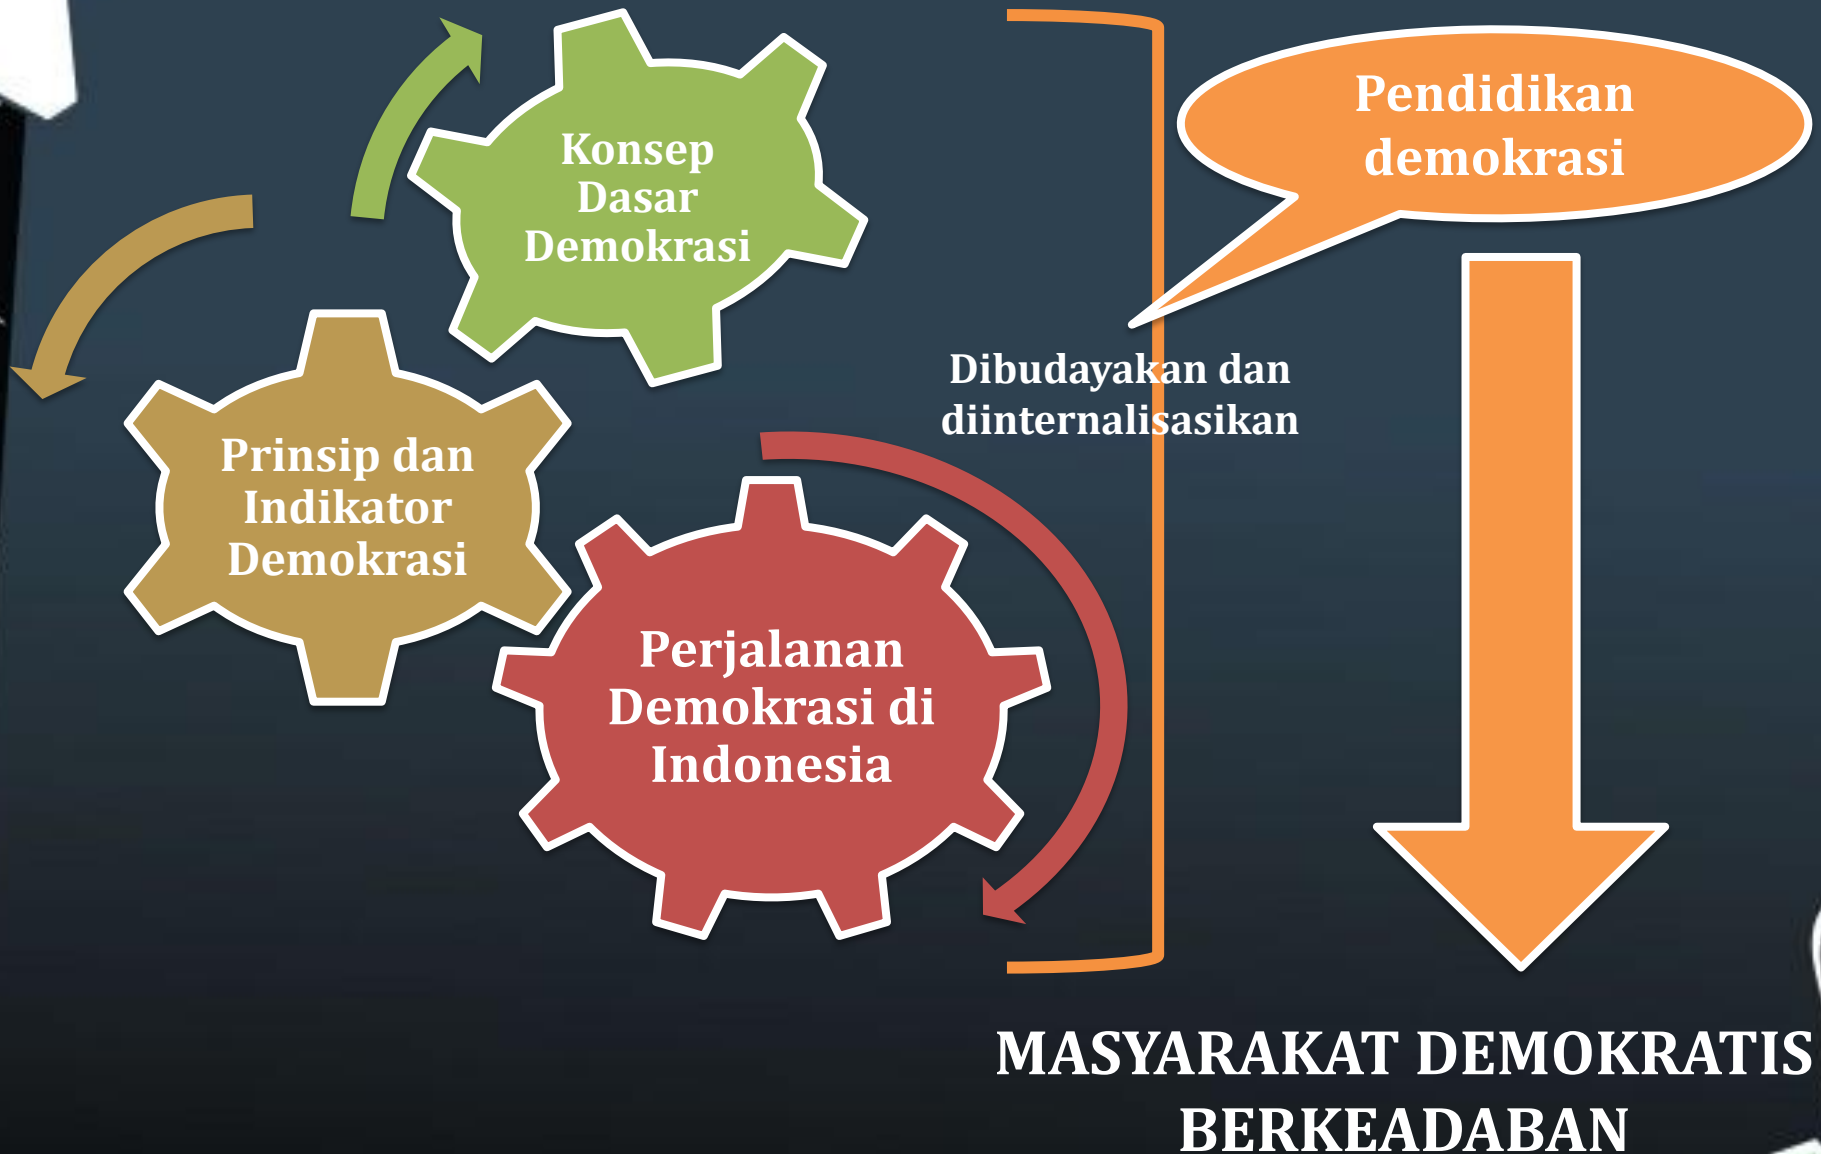 Konsep
Dasar
Demokrasi
Prinsip dan
Indikator
Demokrasi
Perjalanan
Demokrasi di
Indonesia
Pendidikan
demokrasi
Dibudayakan dan
diinternalisasikan
MASYARAKAT DEMOKRATIS
BERKEADABAN